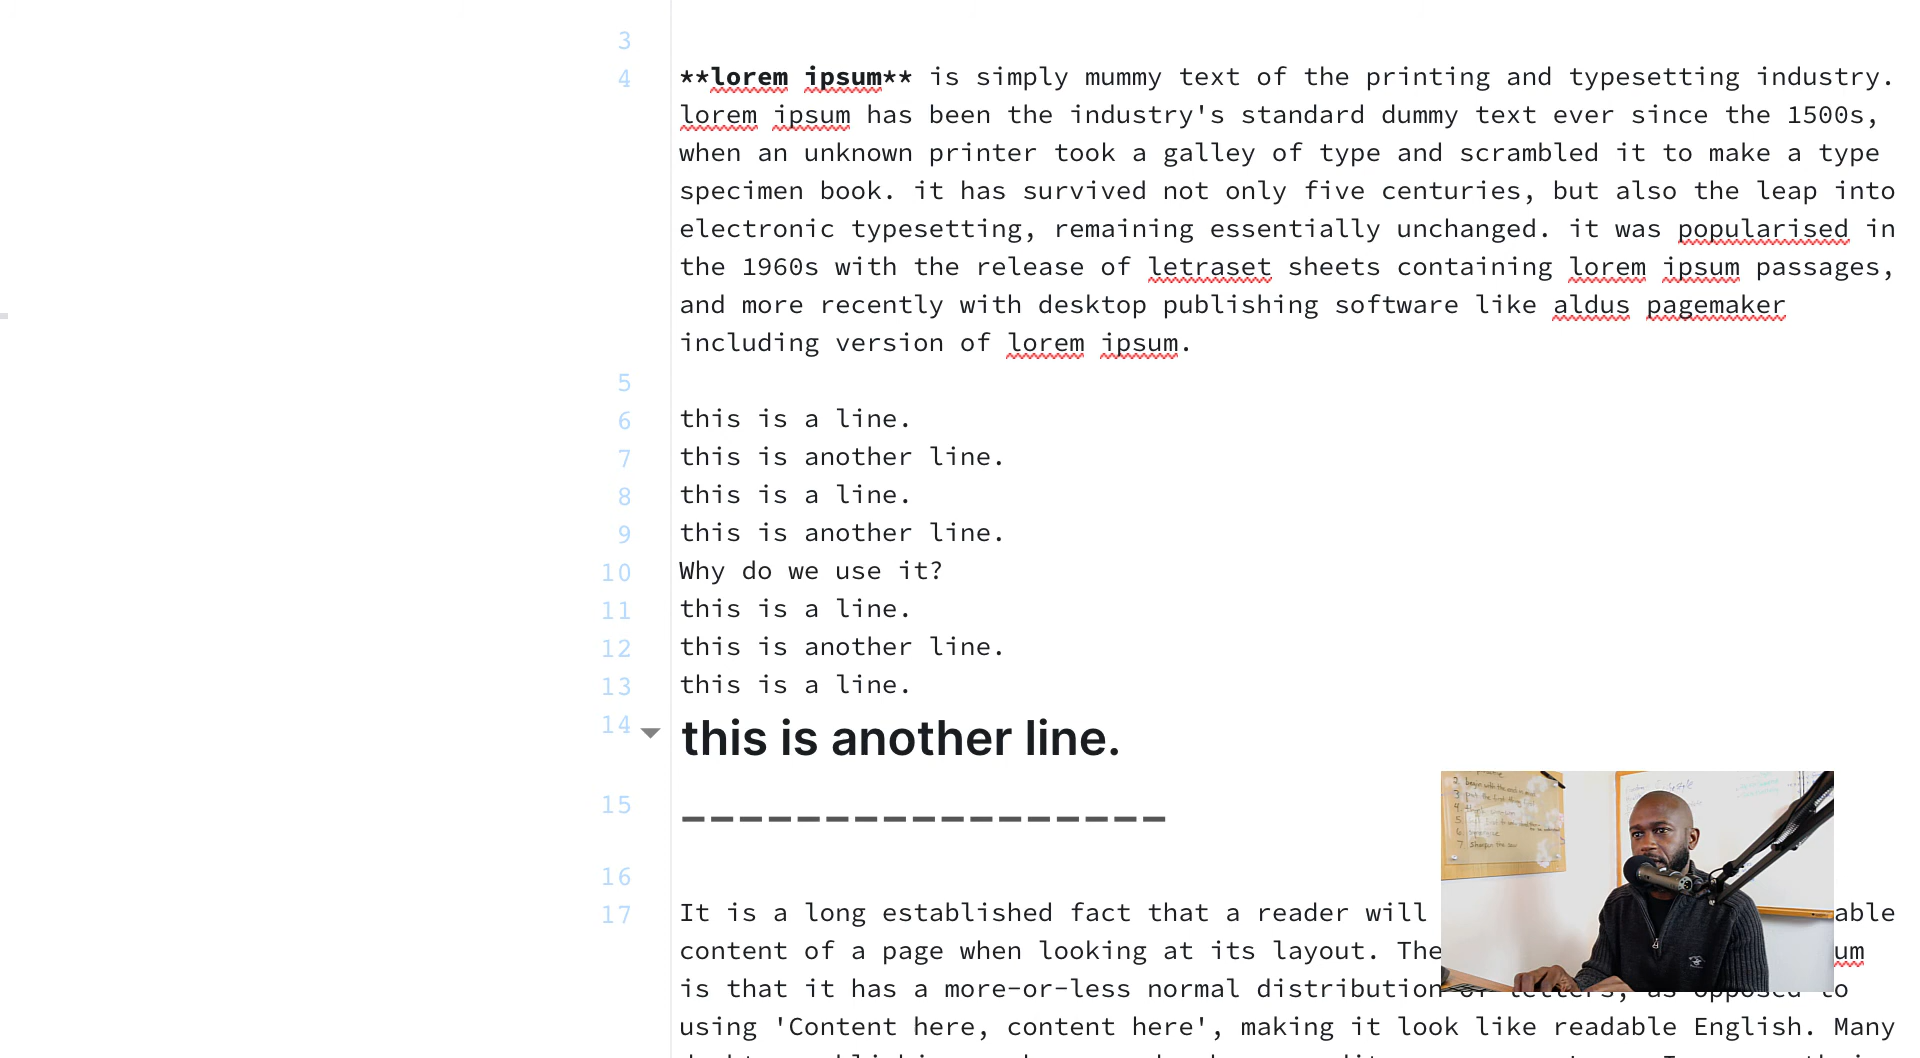 3
4 **lorem ipsum** is simply mummy text of the printing and typesetting industry.
lorem ipsum has been the industry's standard dummy text ever since the 1500s,
when an unknown printer took a galley of type and scrambled it to make a type
specimen book. it has survived not only five centuries, but also the leap into
electronic typesetting, remaining essentially unchanged. it was popularised in
the 1960s with the release of letraset sheets containing lorem ipsum passages,
and more recently with desktop publishing software like aldus pagemaker
including version of lorem ipsum.
5
6 this is a line.
7 this is another line.
8 this is a line.
9 this is another line.
10 Why do we use it?
11 this is a line.
12 this is another line.
13 this is a line.
14 this is another line.
15 -----------------
16
17 It is a long established fact that a reader will able
content of a page when looking at its layout. The um
is that it has a more-or-less normal distribution of letters, as opposed to
using 'Content here, content here', making it look like readable English. Many